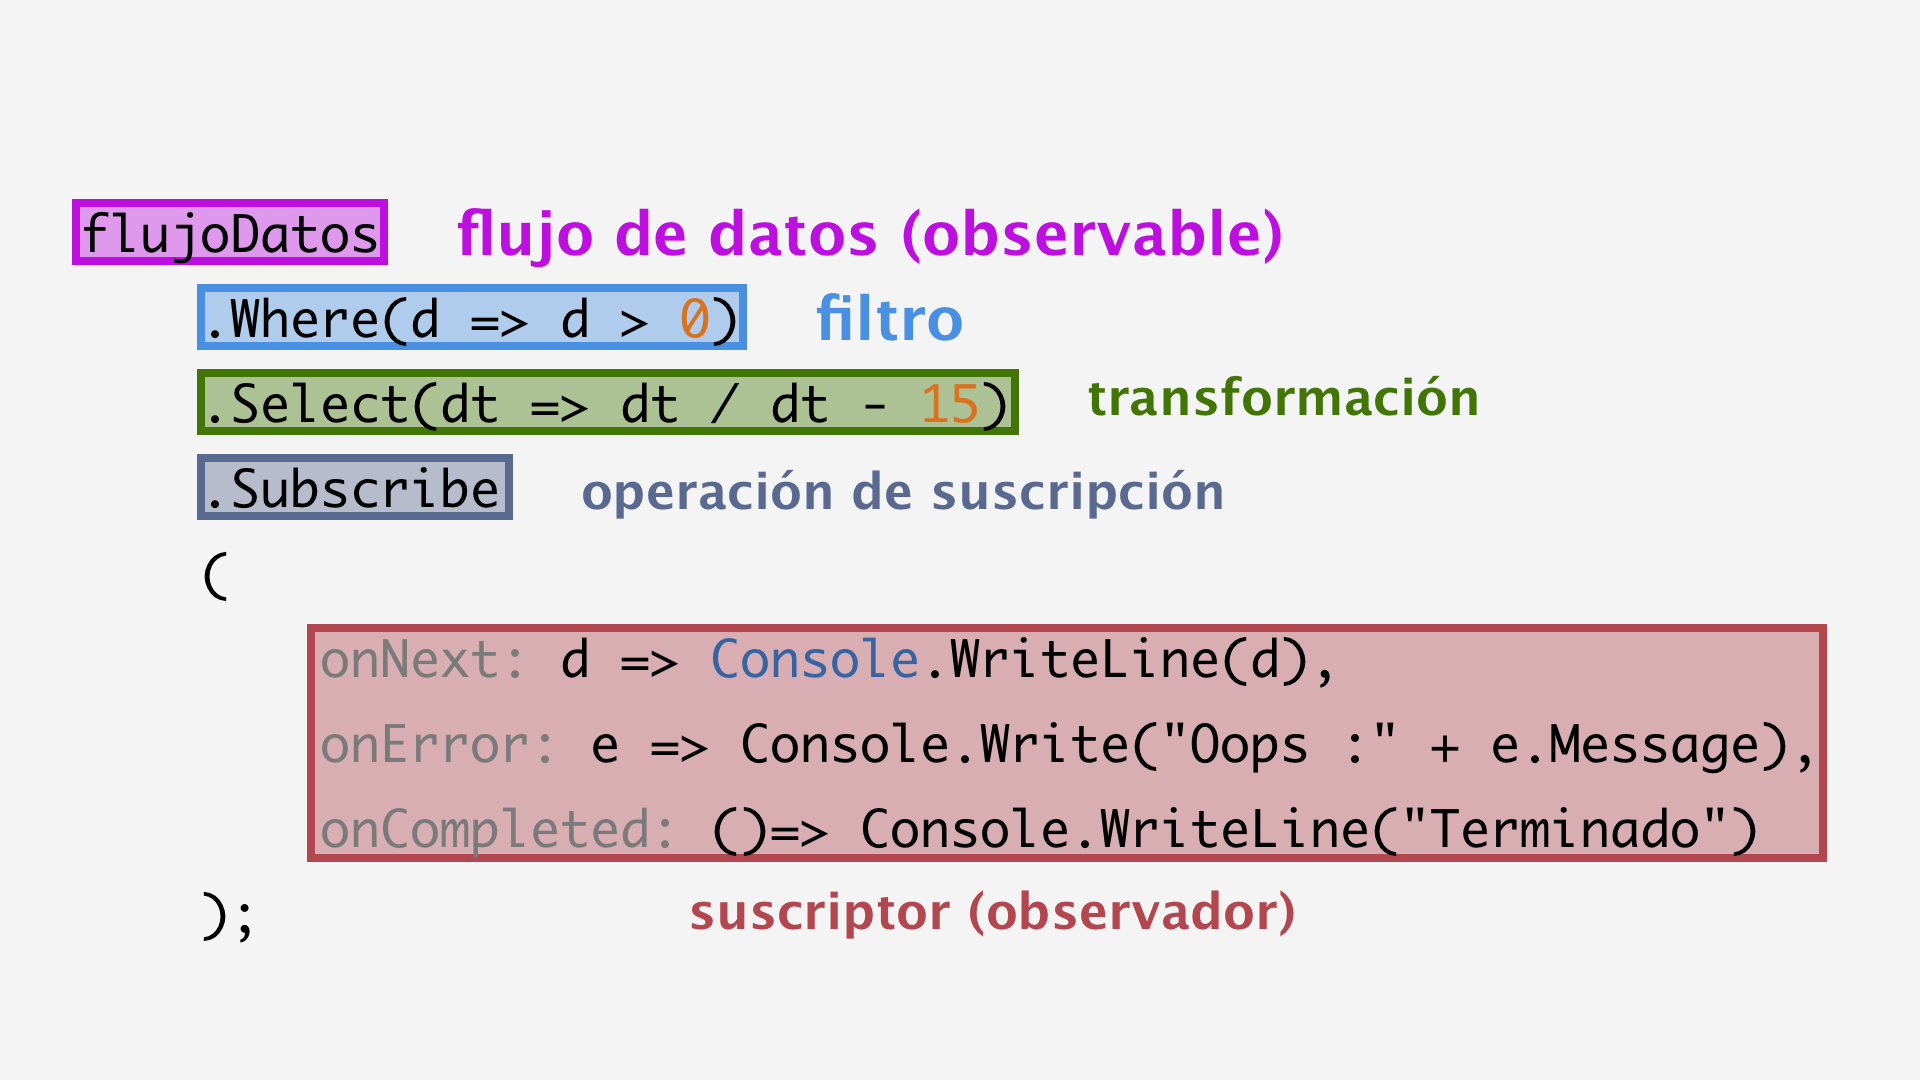 flujoDatos flujo de datos (observable)
.Where(d => d > 0) filtro
.Select(dt => dt / dt - 15) transformación
.Subscribe operación de suscripción
(
onNext: d => Console.WriteLine(d),
onError: e => Console.Write("Oops :" + e.Message),
onCompleted: ()=> Console.WriteLine("Terminado")
); suscriptor (observador)